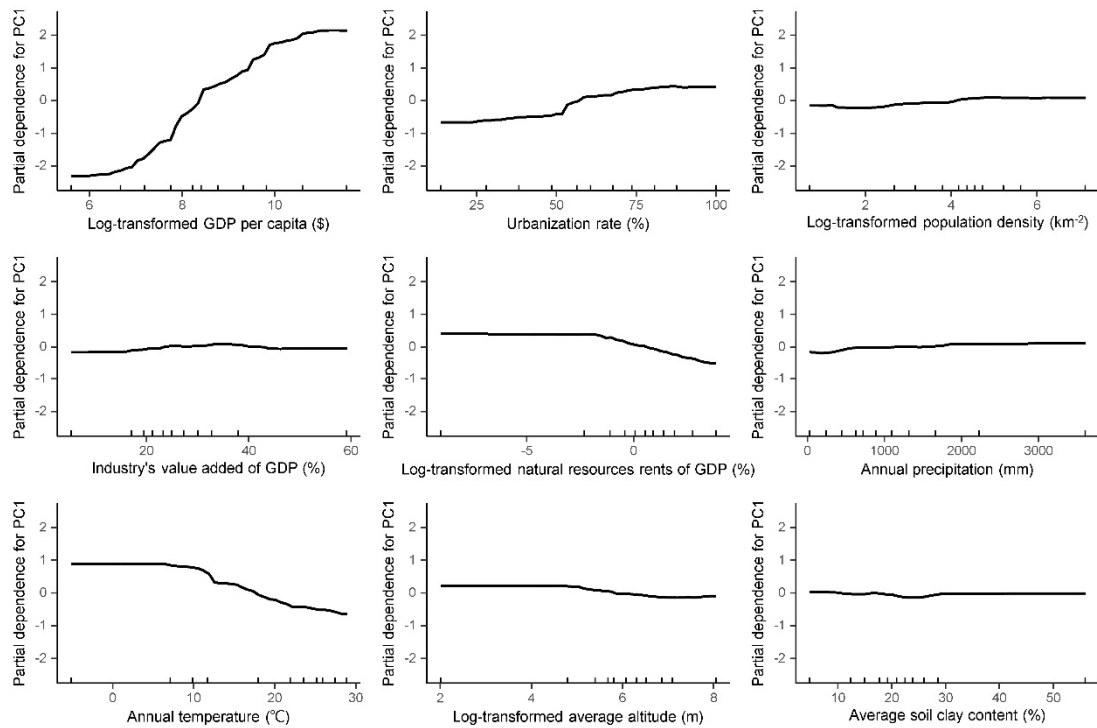 Partial dependence for PC1
2
1
0
-1
-2
6 8 10
Log-transformed GDP per capita ($)
Partial dependence for PC1
2
1
0
-1
-2
25 50 75 100
Urbanization rate (%)
Partial dependence for PC1
2
1
0
-1
-2
2 4 6
Log-transformed population density (km-2)
Partial dependence for PC1
2
1
0
-1
-2
20 40 60
Industry's value added of GDP (%)
Partial dependence for PC1
2
1
0
-1
-2
-5 0
Log-transformed natural resources rents of GDP (%)
Partial dependence for PC1
2
1
0
-1
-2
0 1000 2000 3000
Annual precipitation (mm)
Partial dependence for PC1
2
1
0
-1
-2
0 10 20 30
Annual temperature (℃)
Partial dependence for PC1
2
1
0
-1
-2
2 4 6 8
Log-transformed average altitude (m)
Partial dependence for PC1
2
1
0
-1
-2
10 20 30 40 50
Average soil clay content (%)